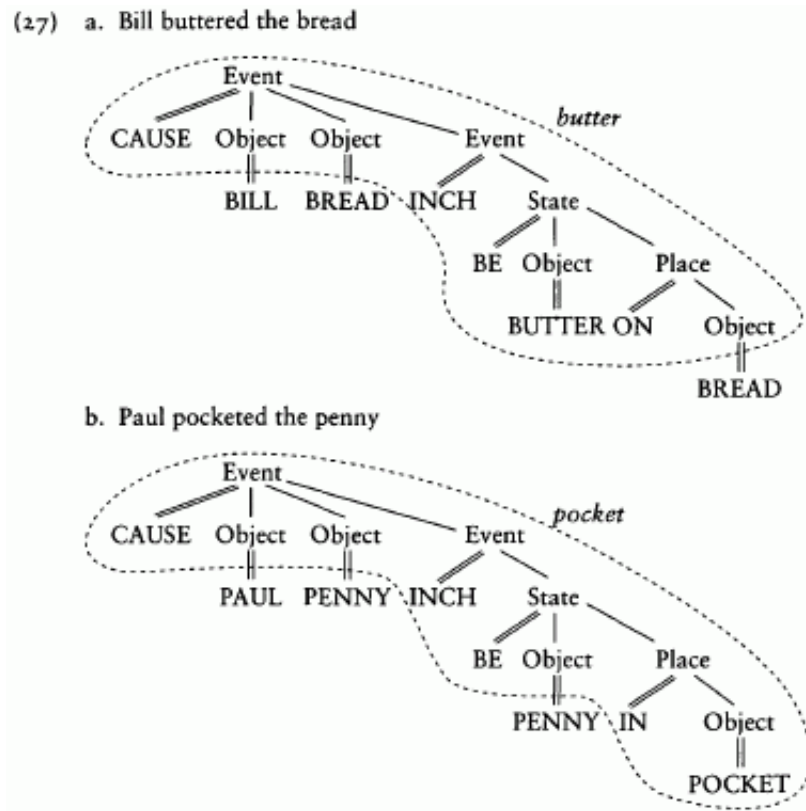 (27) a. Bill buttered the bread
Event
butter
CAUSE Object Object Event
BILL BREAD INCH State
BE Object Place
BUTTER ON Object
BREAD
b. Paul pocketed the penny
Event
pocket
CAUSE Object Object Event
PAUL PENNY INCH State
BE Object Place
PENNY IN Object
POCKET